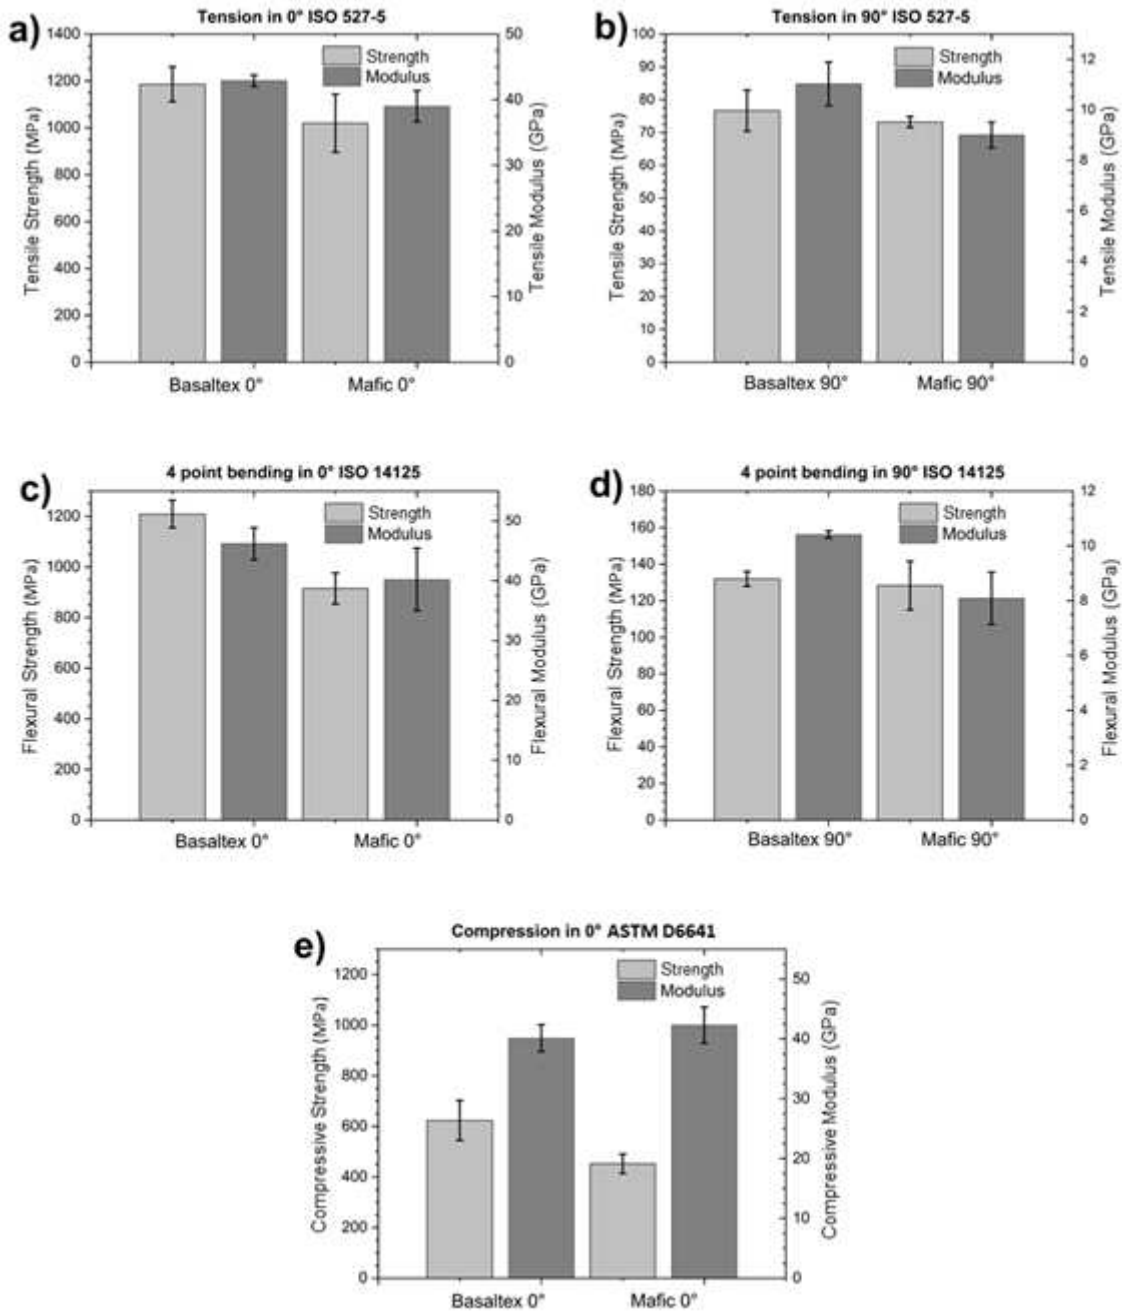 a)
Tension in 0° ISO 527-5
1400
1200
1000
800
600
400
200
0
Tensile Strength (MPa)
Strength
Modulus
50
40
30
20
10
0
Tensile Modulus (GPa)
Basaltex 0°
Mafic 0°
b)
Tension in 90° ISO 527-5
100
90
80
70
60
50
40
30
20
10
0
Tensile Strength (MPa)
Strength
Modulus
12
10
8
6
4
2
0
Tensile Modulus (GPa)
Basaltex 90°
Mafic 90°
c)
4 point bending in 0° ISO 14125
1200
1000
800
600
400
200
0
Flexural Strength (MPa)
Strength
Modulus
50
40
30
20
10
0
Flexural Modulus (GPa)
Basaltex 0°
Mafic 0°
d)
4 point bending in 90° ISO 14125
180
160
140
120
100
80
60
40
20
0
Flexural Strength (MPa)
Strength
Modulus
12
10
8
6
4
2
0
Flexural Modulus (GPa)
Basaltex 90°
Mafic 90°
e)
Compression in 0° ASTM D6641
1200
1000
800
600
400
200
0
Compressive Strength (MPa)
Strength
Modulus
50
40
30
20
10
0
Compressive Modulus (GPa)
Basaltex 0°
Mafic 0°